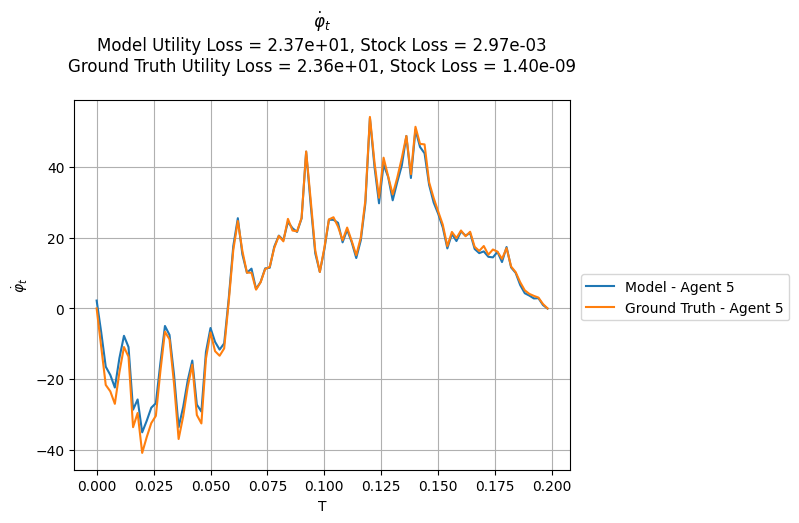 φ̇ₜ
Model Utility Loss = 2.37e+01, Stock Loss = 2.97e-03
Ground Truth Utility Loss = 2.36e+01, Stock Loss = 1.40e-09
φ̇ₜ
40
20
0
−20
−40
0.000 0.025 0.050 0.075 0.100 0.125 0.150 0.175 0.200
T
Model - Agent 5
Ground Truth - Agent 5